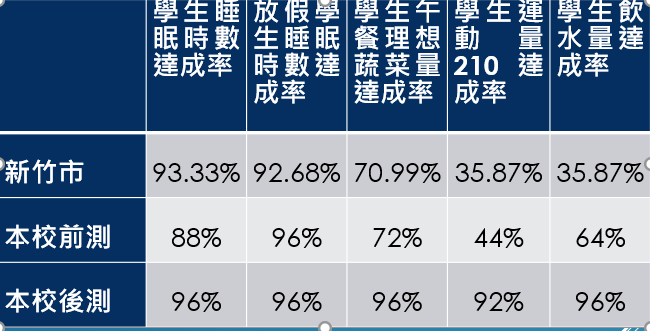 學生睡眠時數達成率
放假學生睡眠時數達成率
學生午餐理想蔬菜量達成率
學生運動量210達成率
學生飲水量達成率
新竹市 93.33% 92.68% 70.99% 35.87% 35.87%
本校前測 88% 96% 72% 44% 64%
本校後測 96% 96% 96% 92% 96%